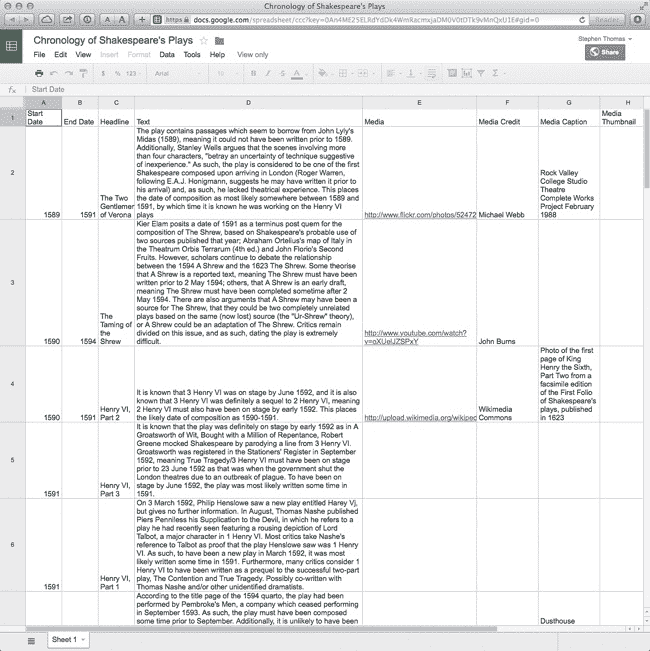 Chronology of Shakespeare's Plays
https
docs.google.com
Reader
Chronology of Shakespeare's Plays
Stephen Thomas
File Edit View Insert Format Data Tools Help View only
Share
$ % 123 Arial
fx Start Date
A B C D E F G H
1 Start Date End Date Headline Text Media Media Credit Media Caption Media Thumbnail
2
The play contains passages which seem to borrow from John Lyly's
Midas (1589), meaning it could not have been written prior to 1589.
Additionally, Stanley Wells argues that the scenes involving more
than four characters, "betray an uncertainty of technique suggestive
of inexperience." As such, the play is considered to be one of the first
Shakespeare composed upon arriving in London (Roger Warren,
following E.A.J. Honigmann, suggests he may have written it prior to
his arrival) and, as such, he lacked theatrical experience. This places
the date of composition as most likely somewhere between 1589 and
1591, by which time it is known he was working on the Henry VI
plays
1589 1591
The Two
Gentlemen
of Verona
http://www.flickr.com/photos/52472
Michael Webb
Rock Valley
College Studio
Theatre
Complete Works
Project February
1988
3
Kier Elam posits a date of 1591 as a terminus post quem for the
composition of The Shrew, based on Shakespeare's probable use of
two sources published that year; Abraham Ortelius's map of Italy in
the Theatrum Orbis Terrarum (4th ed.) and John Florio's Second
Fruits. However, scholars continue to debate the relationship
between the 1594 A Shrew and the 1623 The Shrew. Some theorise
that A Shrew is a reported text, meaning The Shrew must have been
written prior to 2 May 1594; others, that A Shrew is an early draft,
meaning The Shrew must have been completed sometime after 2
May 1594. There are also arguments that A Shrew may have been a
source for The Shrew, that they could be two completely unrelated
plays based on the same (now lost) source (the "Ur-Shrew" theory),
or A Shrew could be an adaptation of The Shrew. Critics remain
divided on this issue, and as such, dating the play is extremely
difficult.
1590 1594
The
Taming of
the
Shrew
http://www.youtube.com/watch?
John Burns
4
It is known that 3 Henry VI was on stage by June 1592, and it is also
known that 3 Henry VI was definitely a sequel to 2 Henry VI, meaning
2 Henry VI must also have been on stage by early 1592. This places
the likely date of composition as 1590-1591.
1590 1591
Henry VI,
Part 2
http://upload.wikimedia.org/wikiped
Wikimedia
Commons
Photo of the first
page of King
Henry the Sixth,
Part Two from a
facsimile edition
of the First Folio
of Shakespeare's
plays, published
in 1623
5
It is known that the play was definitely on stage by early 1592 as in A
Groatsworth of Wit, Bought with a Million of Repentance, Robert
Greene mocked Shakespeare by parodying a line from 3 Henry VI.
Groatsworth was registered in the Stationers' Register in September
1592, meaning True Tragedy/3 Henry VI must have been on stage
prior to 23 June 1592 as that was when the government shut the
London theatres due to an outbreak of plague. To have been on
stage by June 1592, the play was most likely written some time in
1591.
1591
Henry VI,
Part 3
6
On 3 March 1592, Philip Henslowe saw a new play entitled Harey Vj,
but gives no further information. In August, Thomas Nashe published
Piers Penniless his Supplication to the Devil, in which he refers to a
play he had recently seen featuring a rousing depiction of Lord
Talbot, a major character in 1 Henry VI. Most critics take Nashe's
reference to Talbot as proof that the play Henslowe saw was 1 Henry
VI. As such, to have been a new play in March 1592, it was most
likely written some time in 1591. Furthermore, many critics consider 1
Henry VI to have been written as a prequel to the successful two-part
play, The Contention and True Tragedy. Possibly co-written with
Thomas Nashe and/or other unidentified dramatists.
1591
Henry VI,
Part 1
According to the title page of the 1594 quarto, the play had been
performed by Pembroke's Men, a company which ceased performing
in September 1593. As such, the play must have been composed
some time prior to September. Additionally, it is unlikely to have been
Dusthouse
Sheet 1